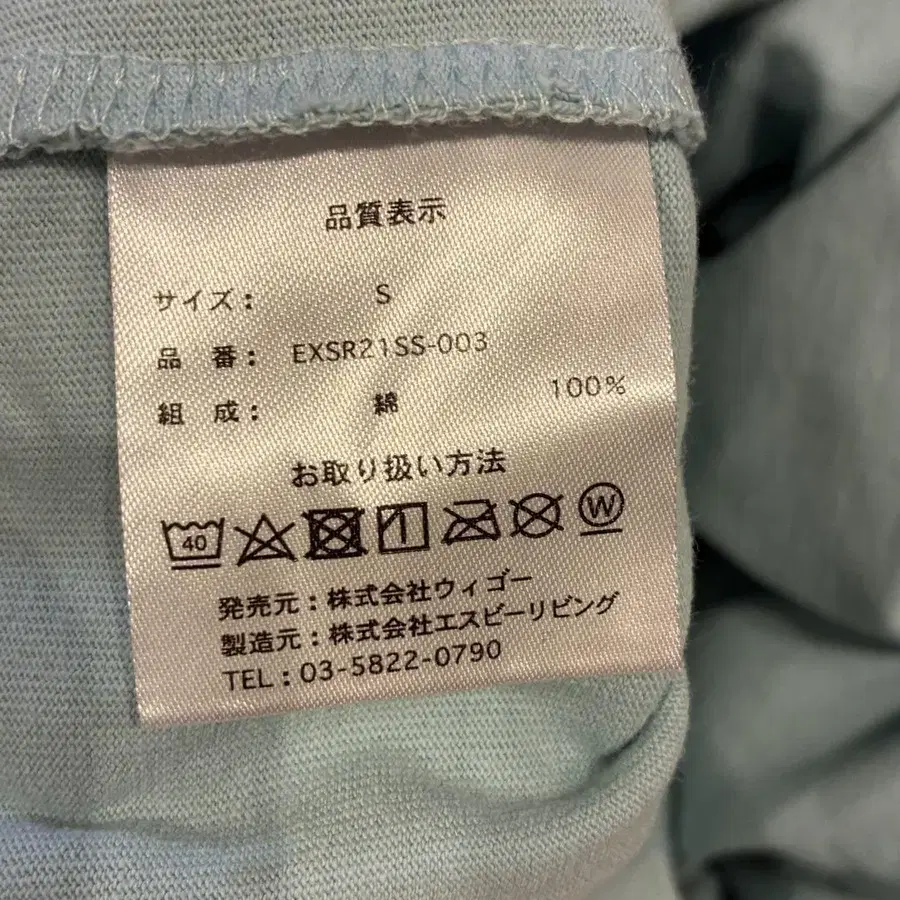 品質表示
サイズ： S
品 番： EXSR21SS-003
組 成： 綿 100%
お取り扱い方法
40 W
発売元：株式会社ウィゴー
製造元：株式会社エスビーリビング
TEL：03-5822-0790